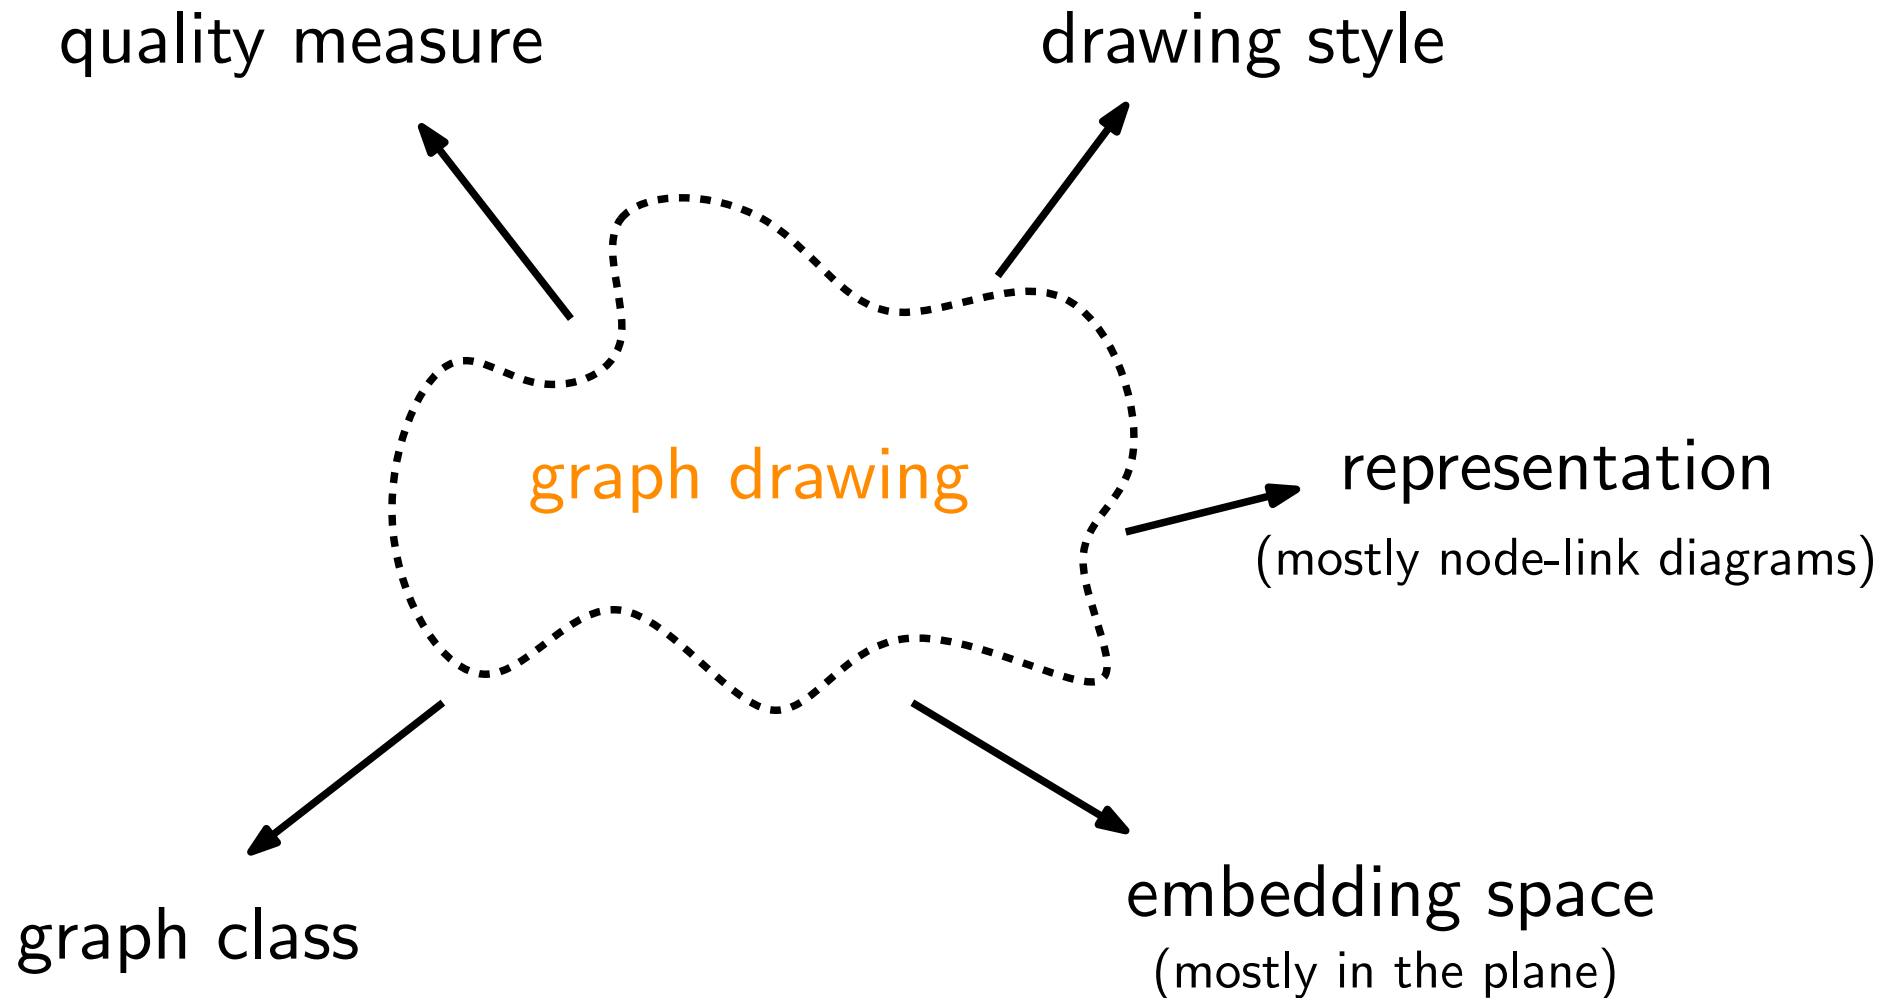 quality measure
drawing style
graph drawing
representation
(mostly node-link diagrams)
graph class
embedding space
(mostly in the plane)